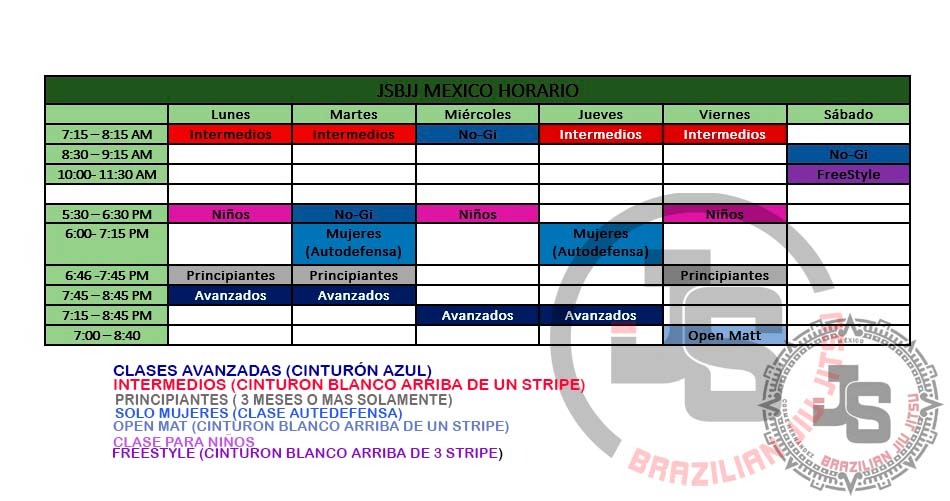 JSBJJ MEXICO HORARIO
Lunes Martes Miércoles Jueves Viernes Sábado
7:15 – 8:15 AM Intermedios Intermedios No-Gi Intermedios Intermedios
8:30 – 9:15 AM No-Gi
10:00- 11:30 AM FreeStyle
5:30 – 6:30 PM Niños No-Gi Niños Niños
6:00- 7:15 PM Mujeres Mujeres
(Autodefensa) (Autodefensa)
6:46 -7:45 PM Principiantes Principiantes Principiantes
7:45 – 8:45 PM Avanzados Avanzados
7:15 – 8:45 PM Avanzados Avanzados
7:00 – 8:40 Open Matt
CLASES AVANZADAS (CINTURÓN AZUL)
INTERMEDIOS (CINTURON BLANCO ARRIBA DE UN STRIPE)
PRINCIPIANTES ( 3 MESES O MAS SOLAMENTE)
SOLO MUJERES (CLASE AUTEDEFENSA)
OPEN MAT (CINTURON BLANCO ARRIBA DE UN STRIPE)
CLASE PARA NIÑOS
FREESTYLE (CINTURON BLANCO ARRIBA DE 3 STRIPE)
JS
BRAZILIAN JIU JITSU
MÉXICO
JS
BRAZILIAN JIU JITSU